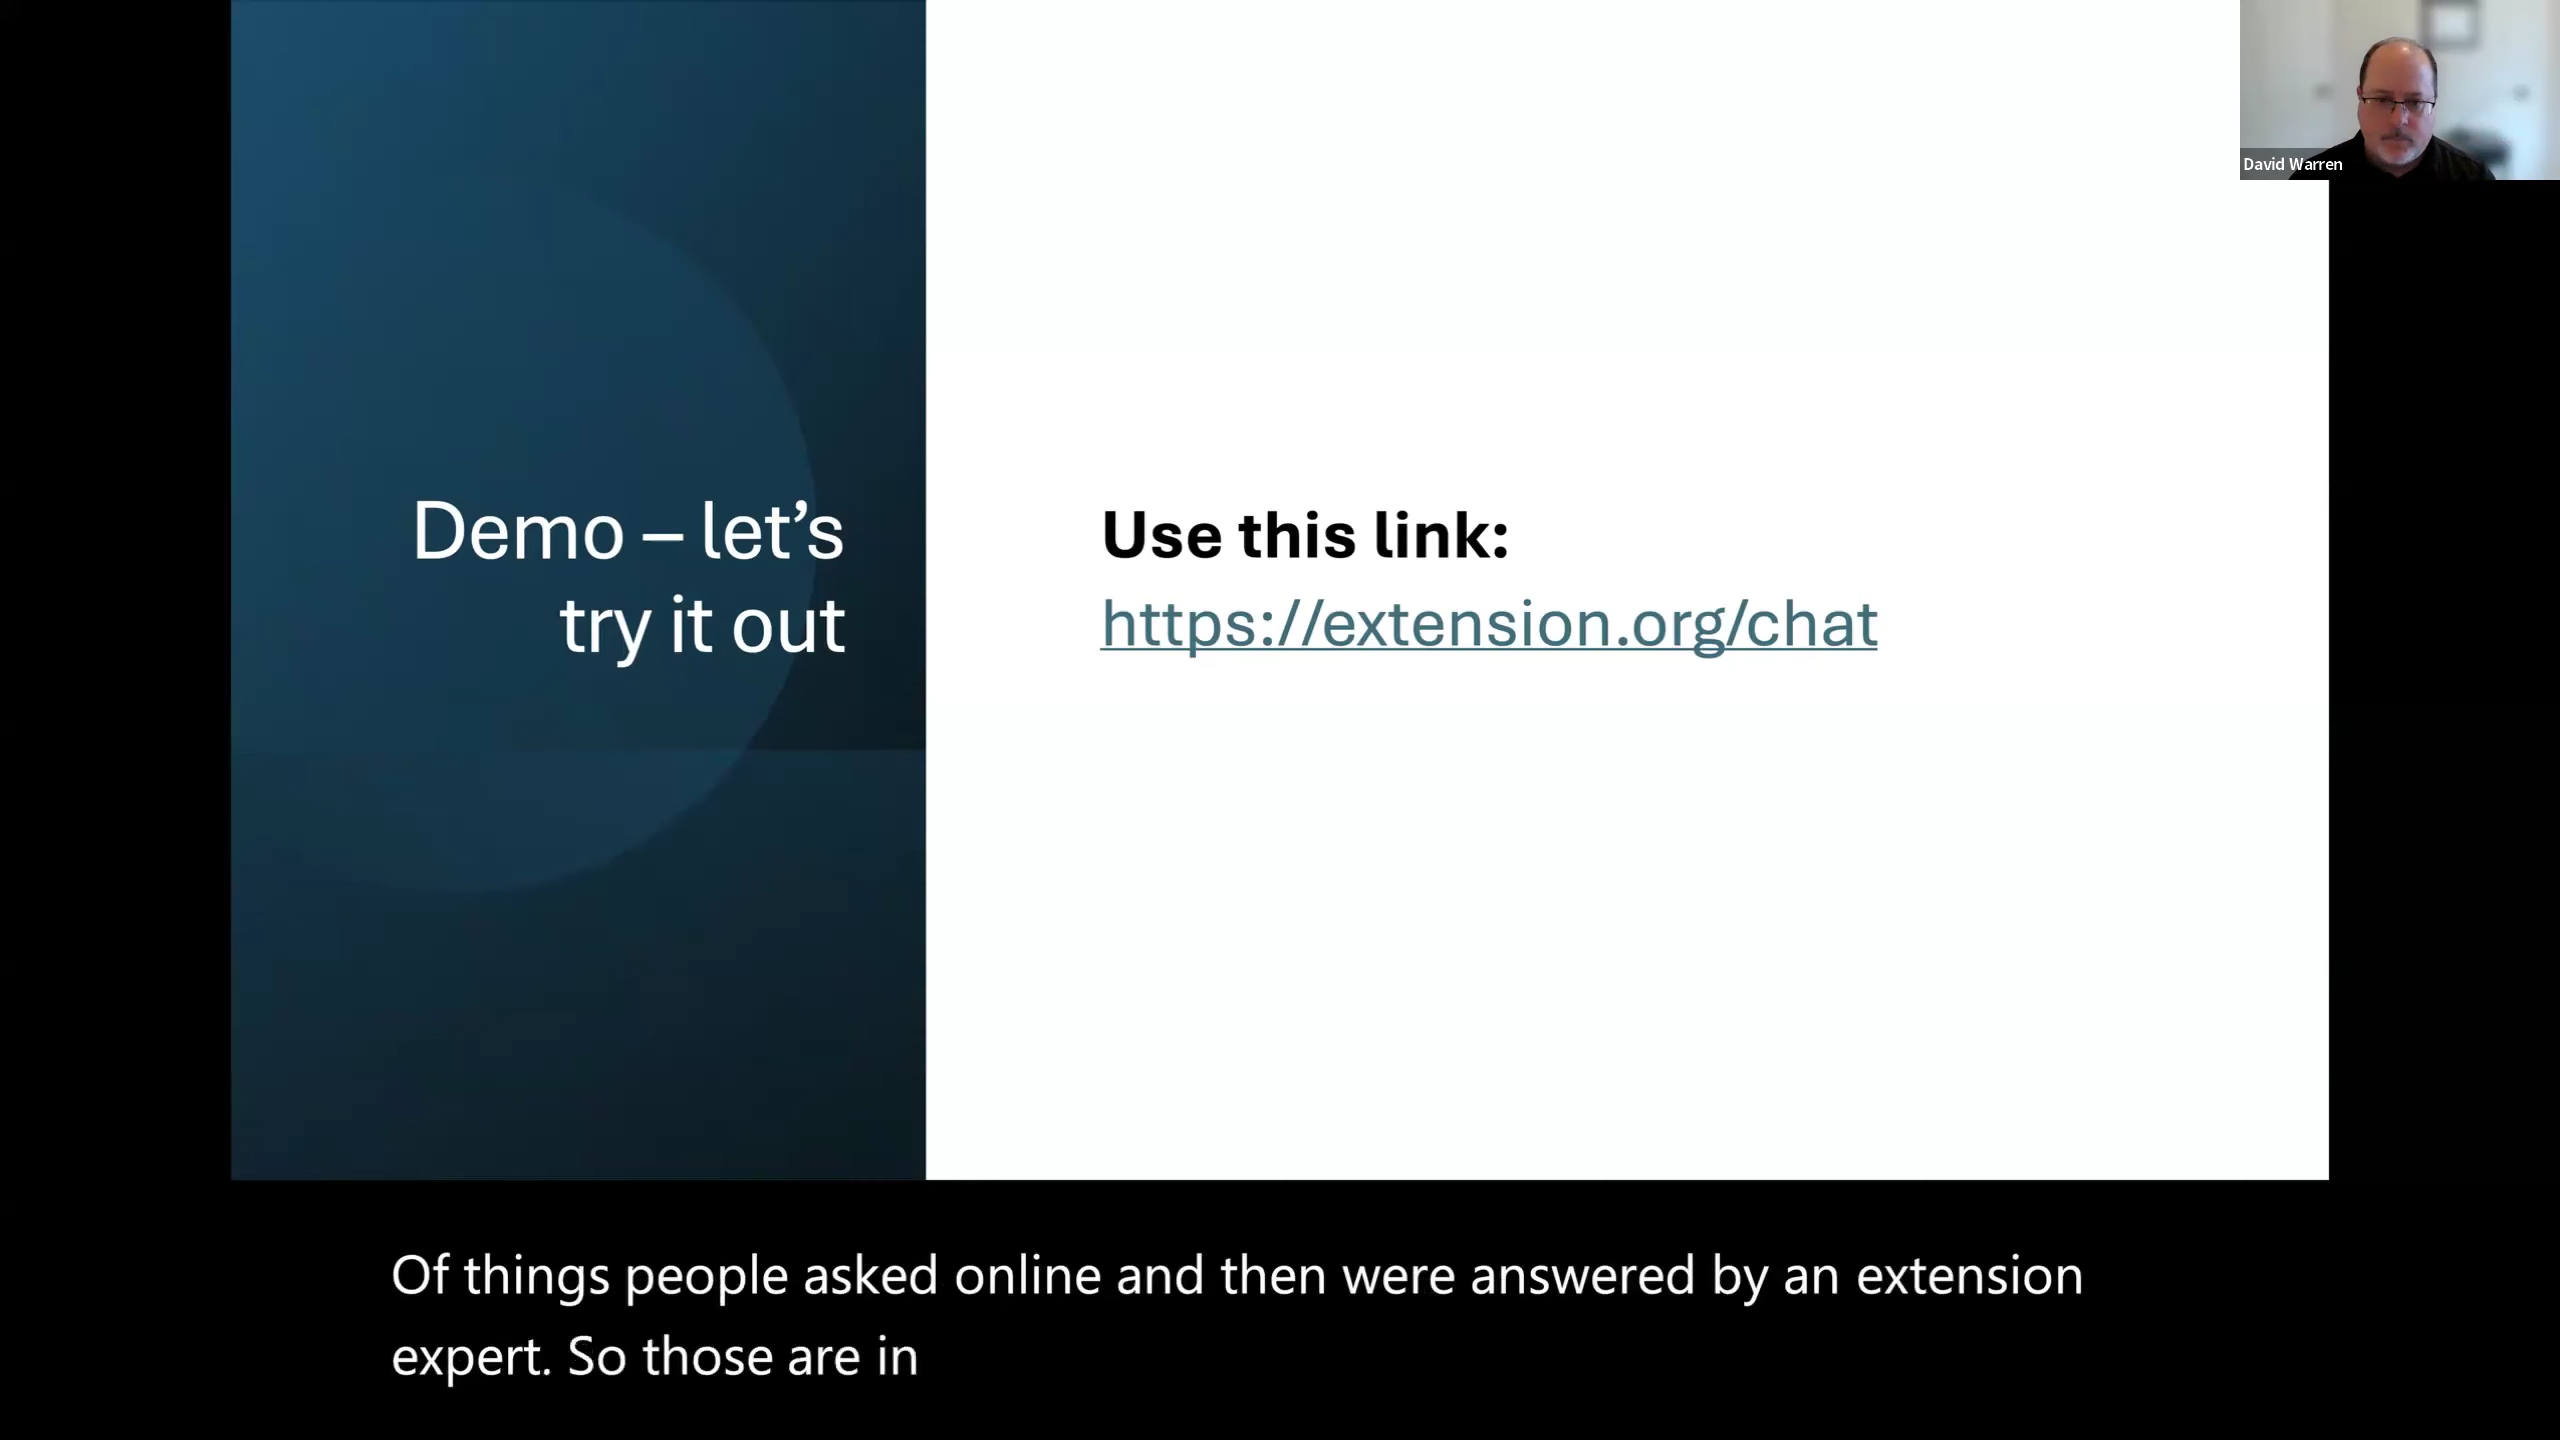 David Warren
Demo – let’s
try it out
Use this link:
https://extension.org/chat
Of things people asked online and then were answered by an extension
expert. So those are in